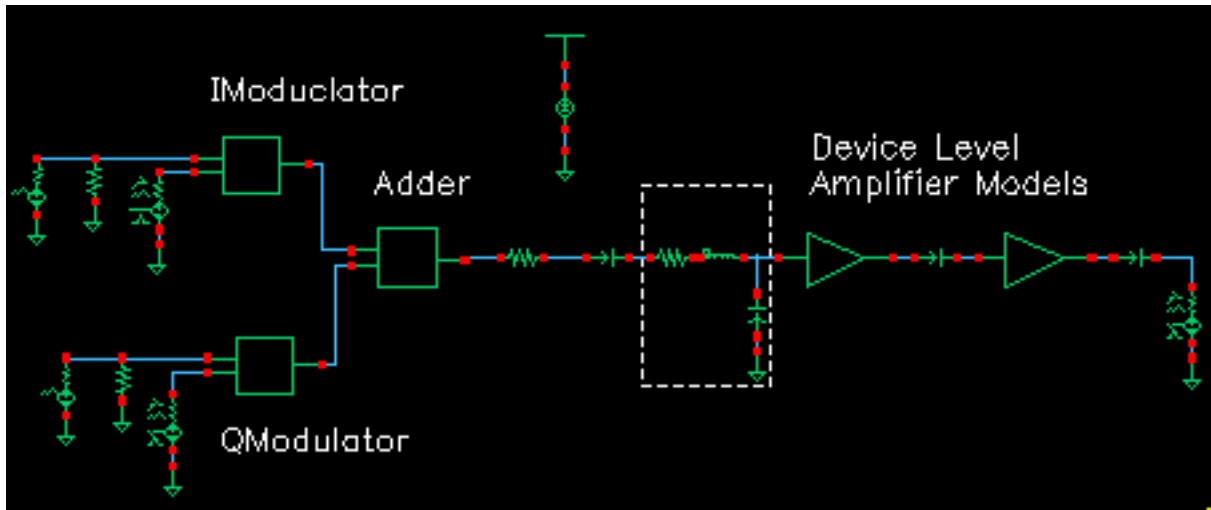 IModuclator
Adder
QModulator
Device Level
Amplifier Models